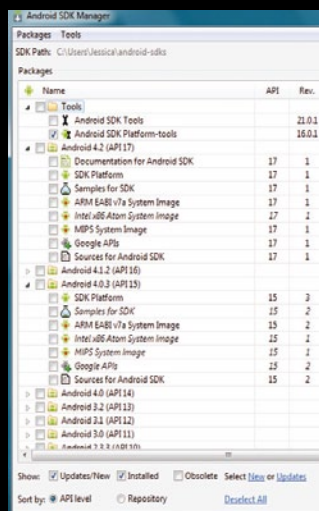 Android SDK Manager
Packages Tools
SDK Path: C:\Users\Jessica\android-sdks
Packages
Name API Rev.
Tools
Android SDK Tools 21.0.1
Android SDK Platform-tools 16.0.1
Android 4.2 (API 17)
Documentation for Android SDK 17 1
SDK Platform 17 1
Samples for SDK 17 1
ARM EABI v7a System Image 17 1
Intel x86 Atom System Image 17 1
MIPS System Image 17 1
Google APIs 17 1
Sources for Android SDK 17 1
Android 4.1.2 (API 16)
Android 4.0.3 (API 15)
SDK Platform 15 3
Samples for SDK 15 2
ARM EABI v7a System Image 15 2
Intel x86 Atom System Image 15 1
MIPS System Image 15 1
Google APIs 15 2
Sources for Android SDK 15 2
Android 4.0 (API 14)
Android 3.2 (API 13)
Android 3.1 (API 12)
Android 3.0 (API 11)
Android 2.3.3 (API 10)
Show: Updates/New Installed Obsolete Select New or Updates
Sort by: API level Repository Deselect All